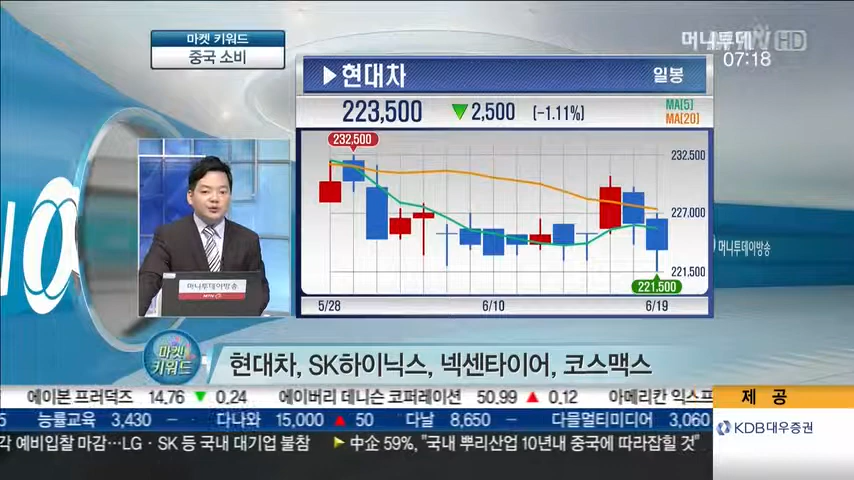 마켓 키워드
중국 소비
머니투데
HD
07:18
▶현대차
일봉
223,500 ▼2,500 (-1.11%)
MA[5]
MA[20]
232,500
232,500
227,000
221,500
221,500
5/28 6/10 6/19
머니투데이방송
MTN
머니투데이방송
마켓
키워드
현대차, SK하이닉스, 넥센타이어, 코스맥스
에이본 프러덕츠 14.76 ▼ 0.24 에이버리 데니슨 코퍼레이션 50.99 ▲ 0.12 아메리칸 익스프
제 공
5 능률교육 3,430 - 다나와 15,000 ▲ 50 다날 8,650 - 다믈멀티미디어 3,060
KDB대우증권
각 예비입찰 마감…LG·SK 등 국내 대기업 불참 ▶ 中企 59%, "국내 뿌리산업 10년내 중국에 따라잡힐 것"